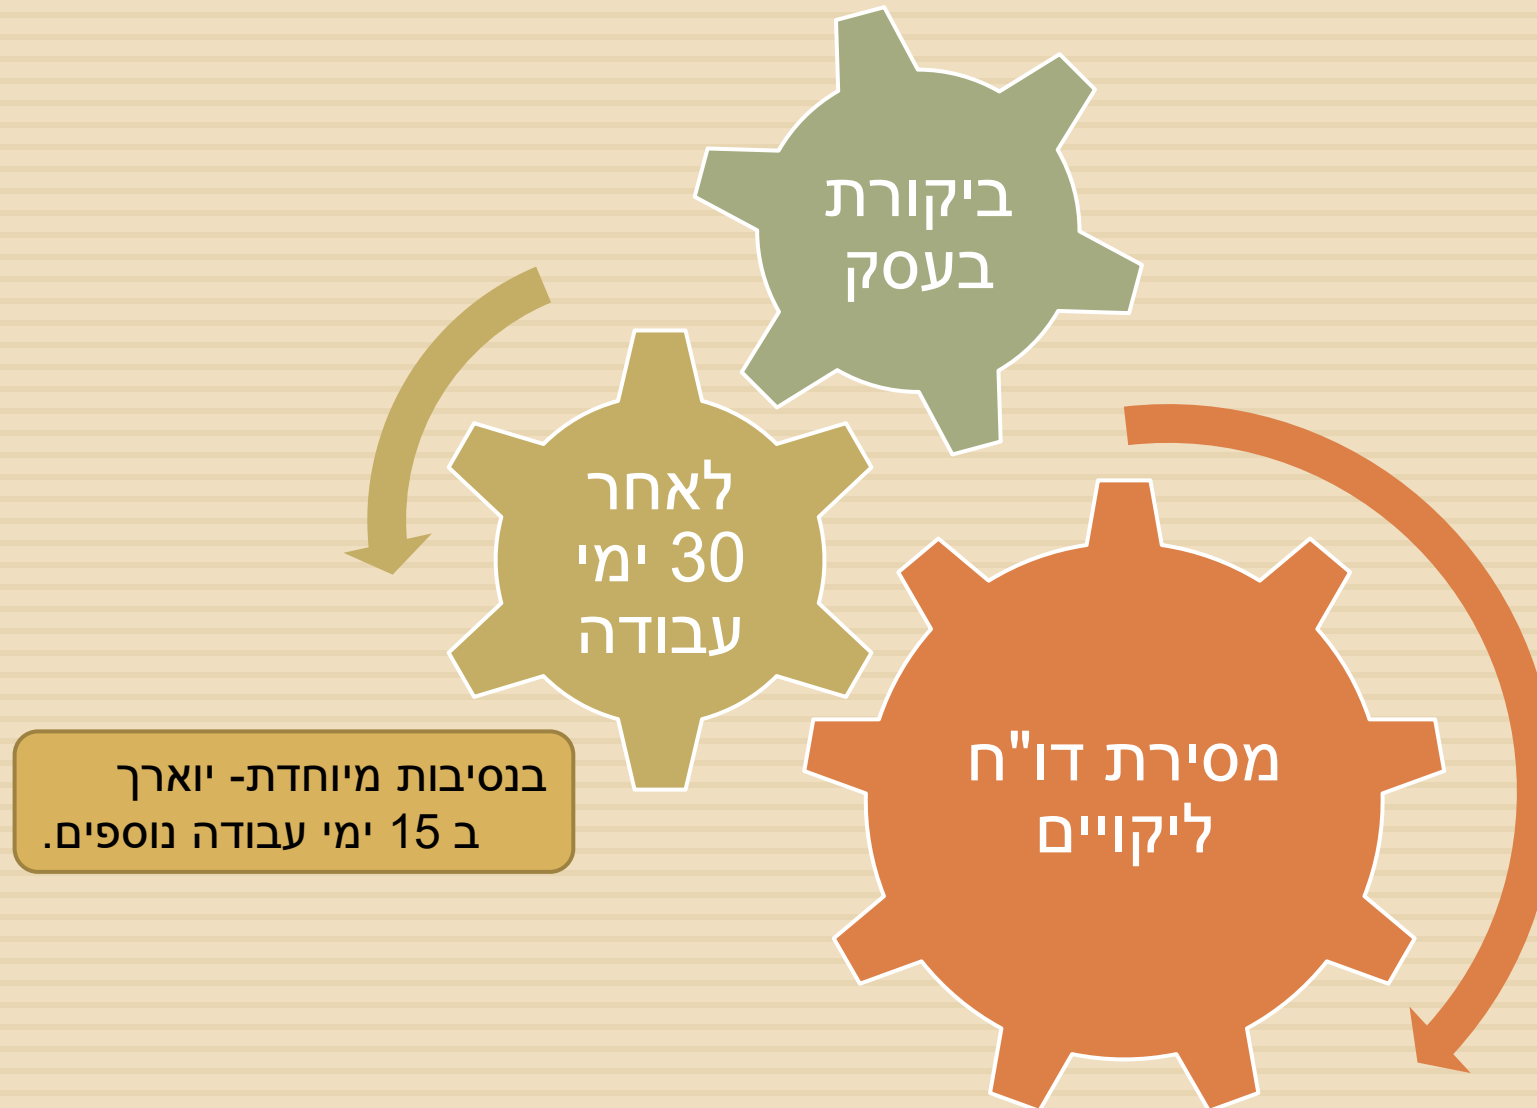 ביקורת
בעסק
לאחר
30 ימי
עבודה
מסירת דו"ח
ליקויים
בנסיבות מיוחדת- יוארך
ב 15 ימי עבודה נוספים.